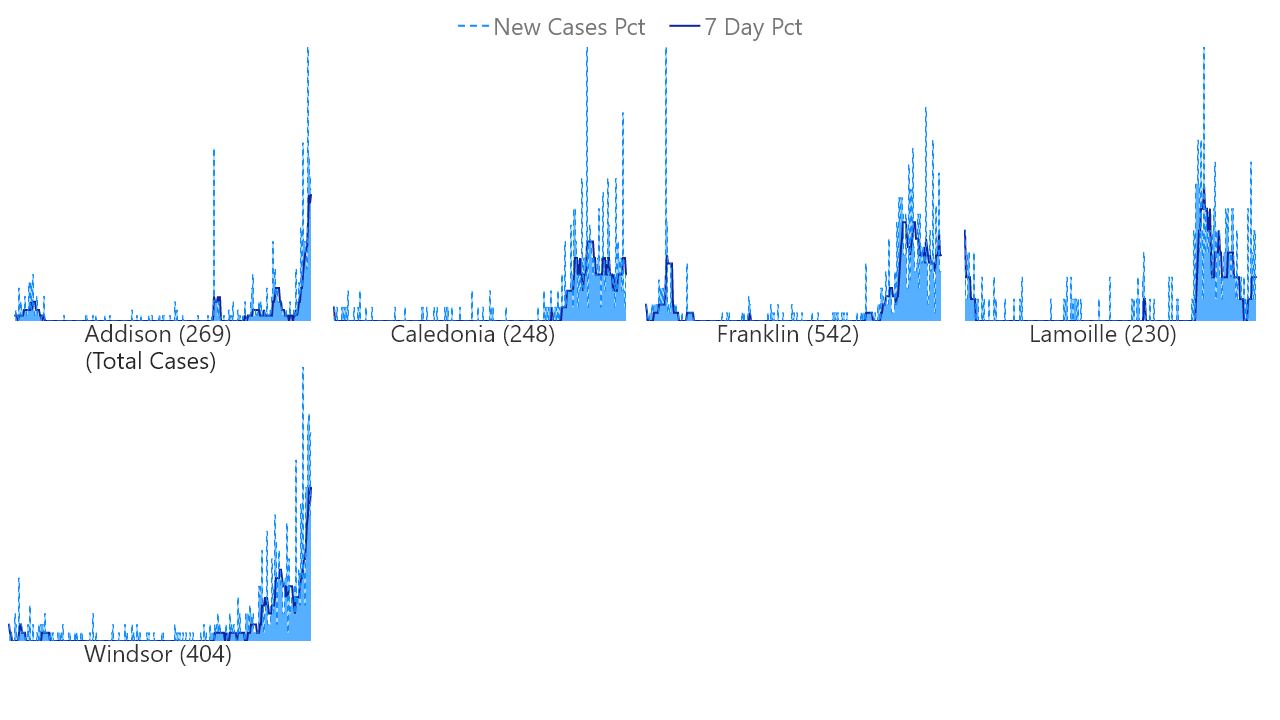 New Cases Pct 7 Day Pct
Addison (269)
(Total Cases)
Caledonia (248)
Franklin (542)
Lamoille (230)
Windsor (404)